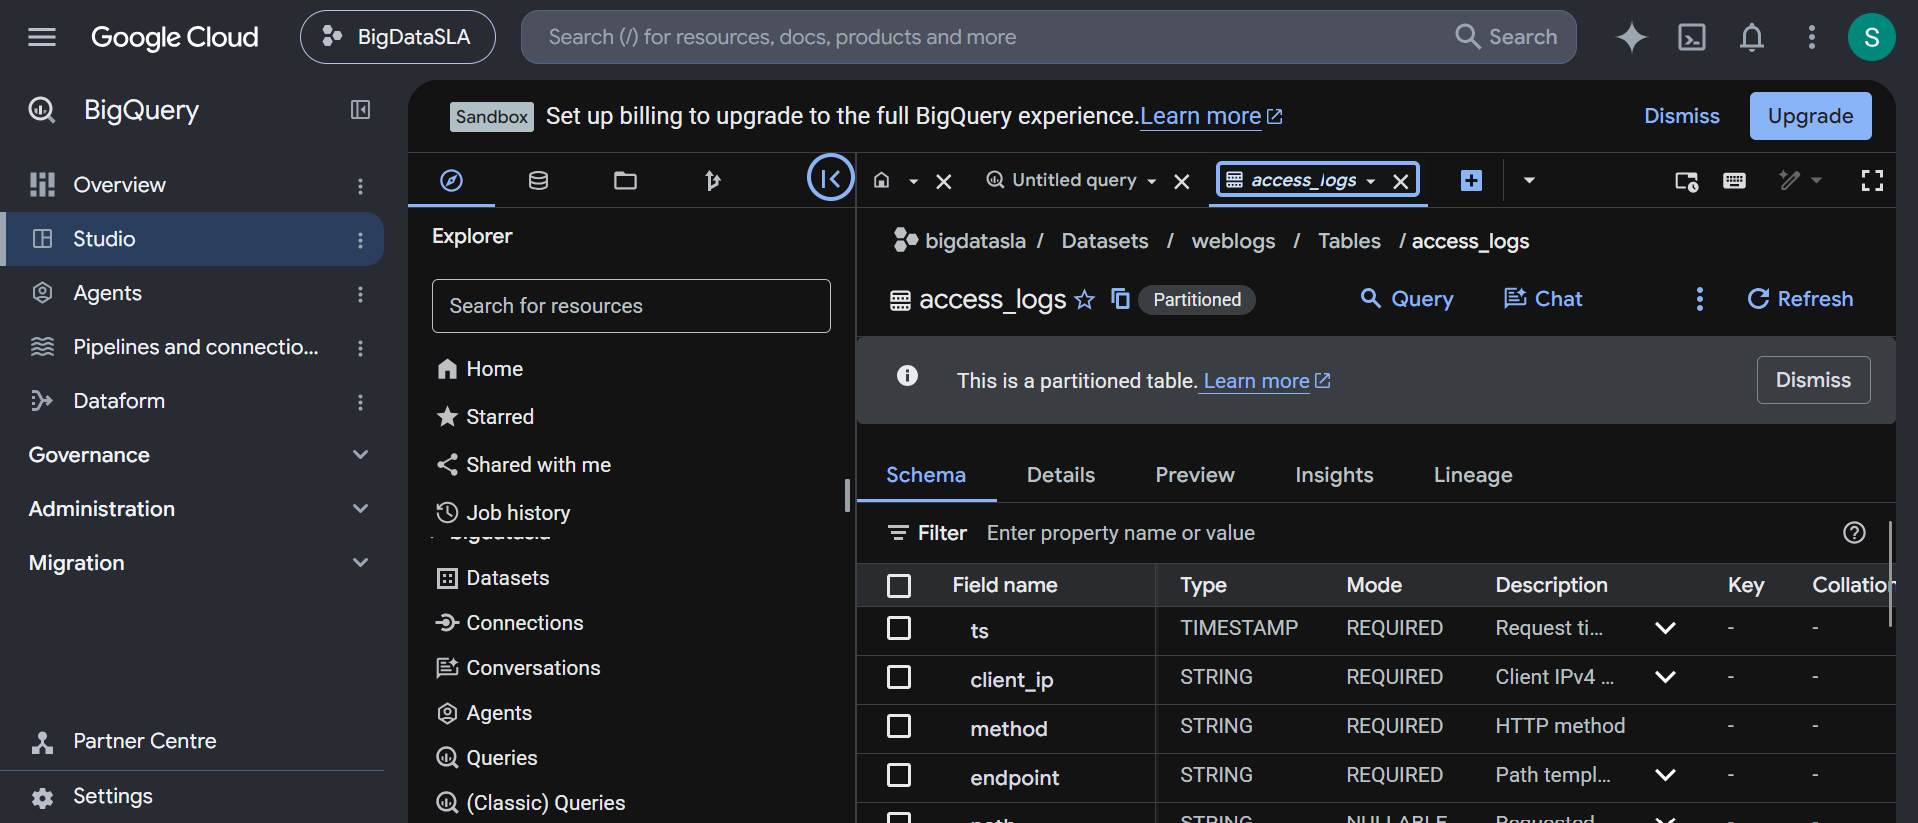 Google Cloud
BigDataSLA
Search (/) for resources, docs, products and more
Search
S
BigQuery
Overview
Studio
Agents
Pipelines and connectio...
Dataform
Governance
Administration
Migration
Partner Centre
Settings
Sandbox Set up billing to upgrade to the full BigQuery experience. Learn more
Dismiss
Upgrade
Explorer
Search for resources
Home
Starred
Shared with me
Job history
bigdatasla
Datasets
Connections
Conversations
Agents
Queries
(Classic) Queries
Untitled query
access_logs
bigdatasla / Datasets / weblogs / Tables / access_logs
access_logs Partitioned
Query
Chat
Refresh
This is a partitioned table. Learn more
Dismiss
Schema Details Preview Insights Lineage
Filter Enter property name or value
Field name Type Mode Description Key Collation
ts TIMESTAMP REQUIRED Request ti... - -
client_ip STRING REQUIRED Client IPv4 ... - -
method STRING REQUIRED HTTP method - -
endpoint STRING REQUIRED Path templ... - -
path STRING NULLABLE Requested